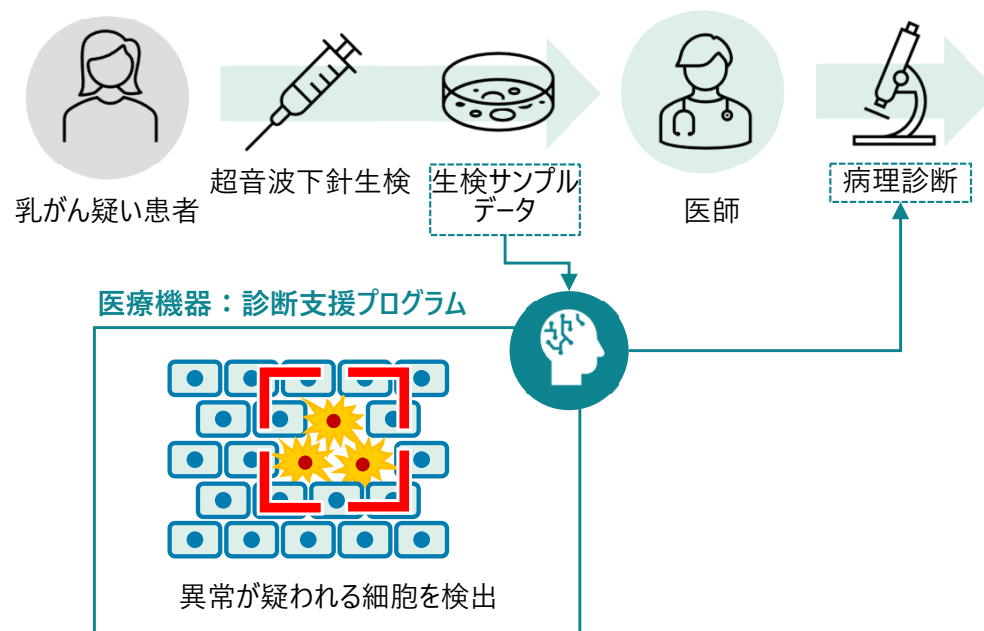 乳がん疑い患者
超音波下針生検
生検サンプル
データ
医師
病理診断
医療機器：診断支援プログラム
異常が疑われる細胞を検出